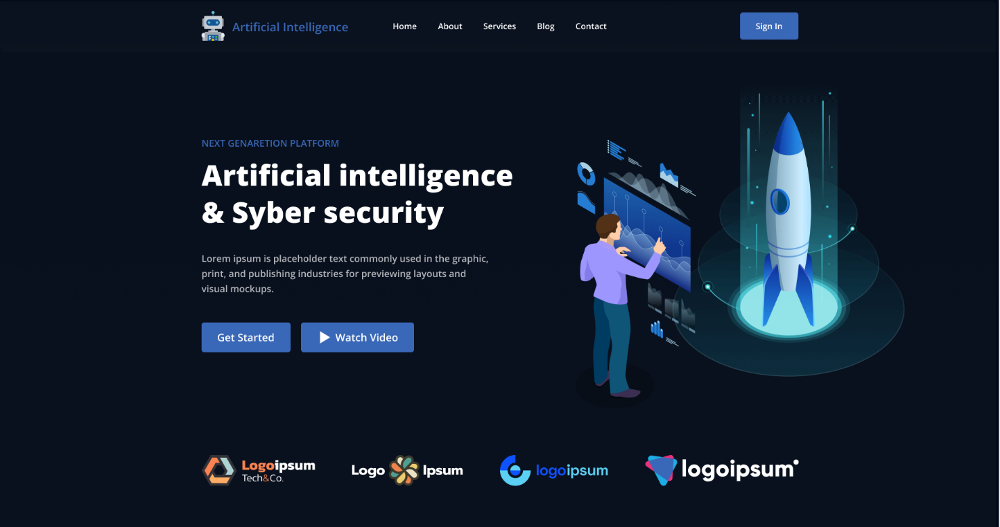 Artificial Intelligence
Home
About
Services
Blog
Contact
Sign In
NEXT GENARETION PLATFORM
Artificial intelligence
& Syber security
Lorem ipsum is placeholder text commonly used in the graphic,
print, and publishing industries for previewing layouts and
visual mockups.
Get Started
Watch Video
Logoipsum
Tech&Co.
Logo Ipsum
logoipsum
logoipsum